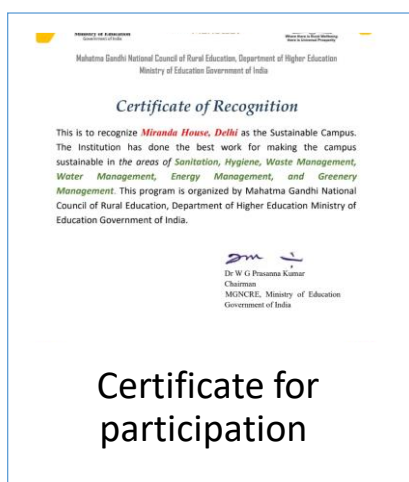 Ministry of Education
Government of India
Mahatma Gandhi National Council of Rural Education, Department of Higher Education
Ministry of Education Government of India
Certificate of Recognition
This is to recognize Miranda House, Delhi as the Sustainable Campus.
The Institution has done the best work for making the campus
sustainable in the areas of Sanitation, Hygiene, Waste Management,
Water Management, Energy Management, and Greenery
Management. This program is organized by Mahatma Gandhi National
Council of Rural Education, Department of Higher Education Ministry of
Education Government of India.
Dr W G Prasanna Kumar
Chairman
MGNCRE, Ministry of Education
Government of India
Certificate for
participation